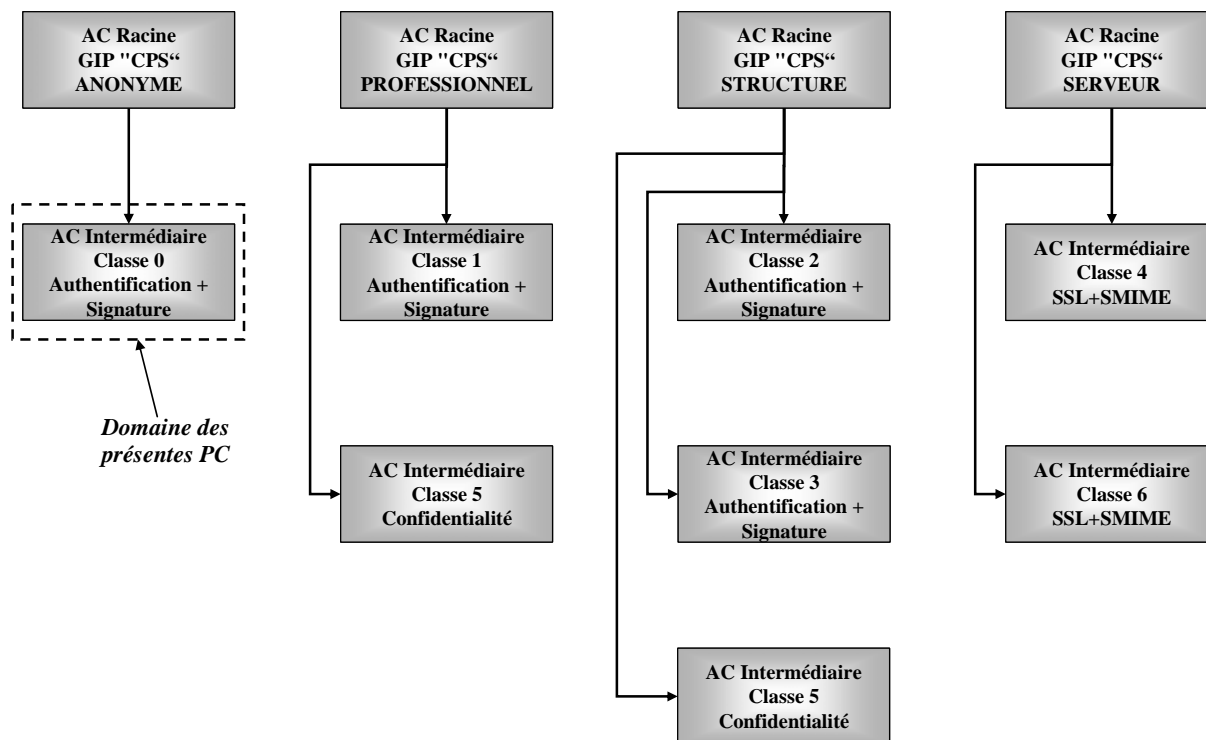 AC Racine
GIP "CPS“
ANONYME
AC Racine
GIP "CPS“
PROFESSIONNEL
AC Racine
GIP "CPS“
STRUCTURE
AC Racine
GIP "CPS“
SERVEUR
AC Intermédiaire
Classe 0
Authentification +
Signature
AC Intermédiaire
Classe 1
Authentification +
Signature
AC Intermédiaire
Classe 2
Authentification +
Signature
AC Intermédiaire
Classe 4
SSL+SMIME
Domaine des
présentes PC
AC Intermédiaire
Classe 5
Confidentialité
AC Intermédiaire
Classe 3
Authentification +
Signature
AC Intermédiaire
Classe 6
SSL+SMIME
AC Intermédiaire
Classe 5
Confidentialité